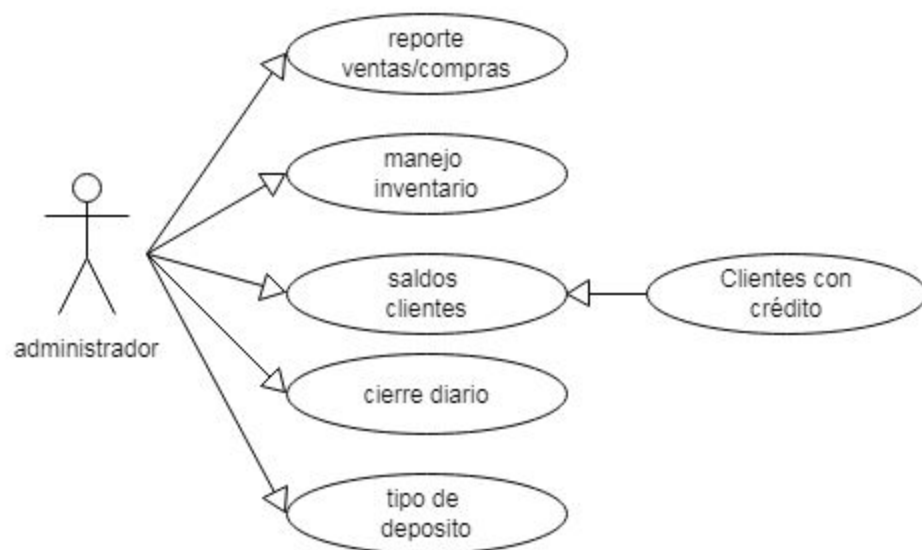 reporte
ventas/compras
manejo
inventario
saldos
clientes
Clientes con
crédito
administrador
cierre diario
tipo de
deposito